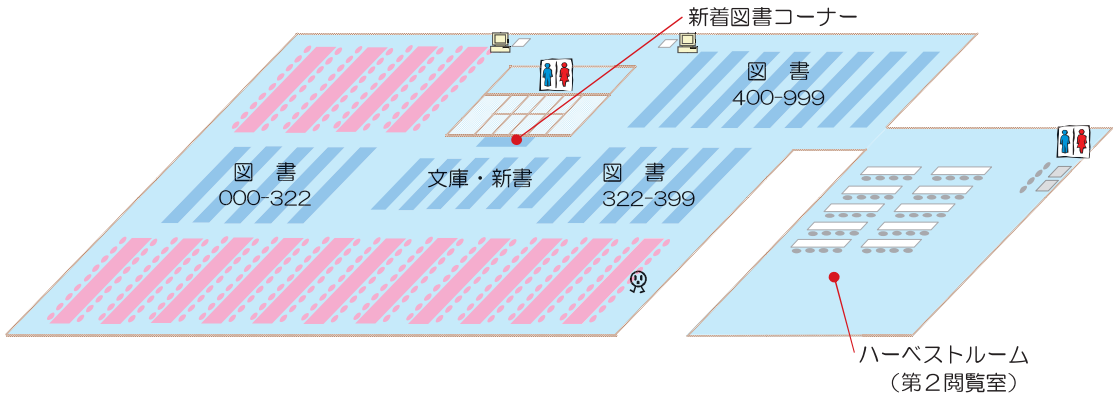 新着図書コーナー
図　書
400-999
図　書
000-322
文庫・新書
図　書
322-399
ハーベストルーム
（第２閲覧室）